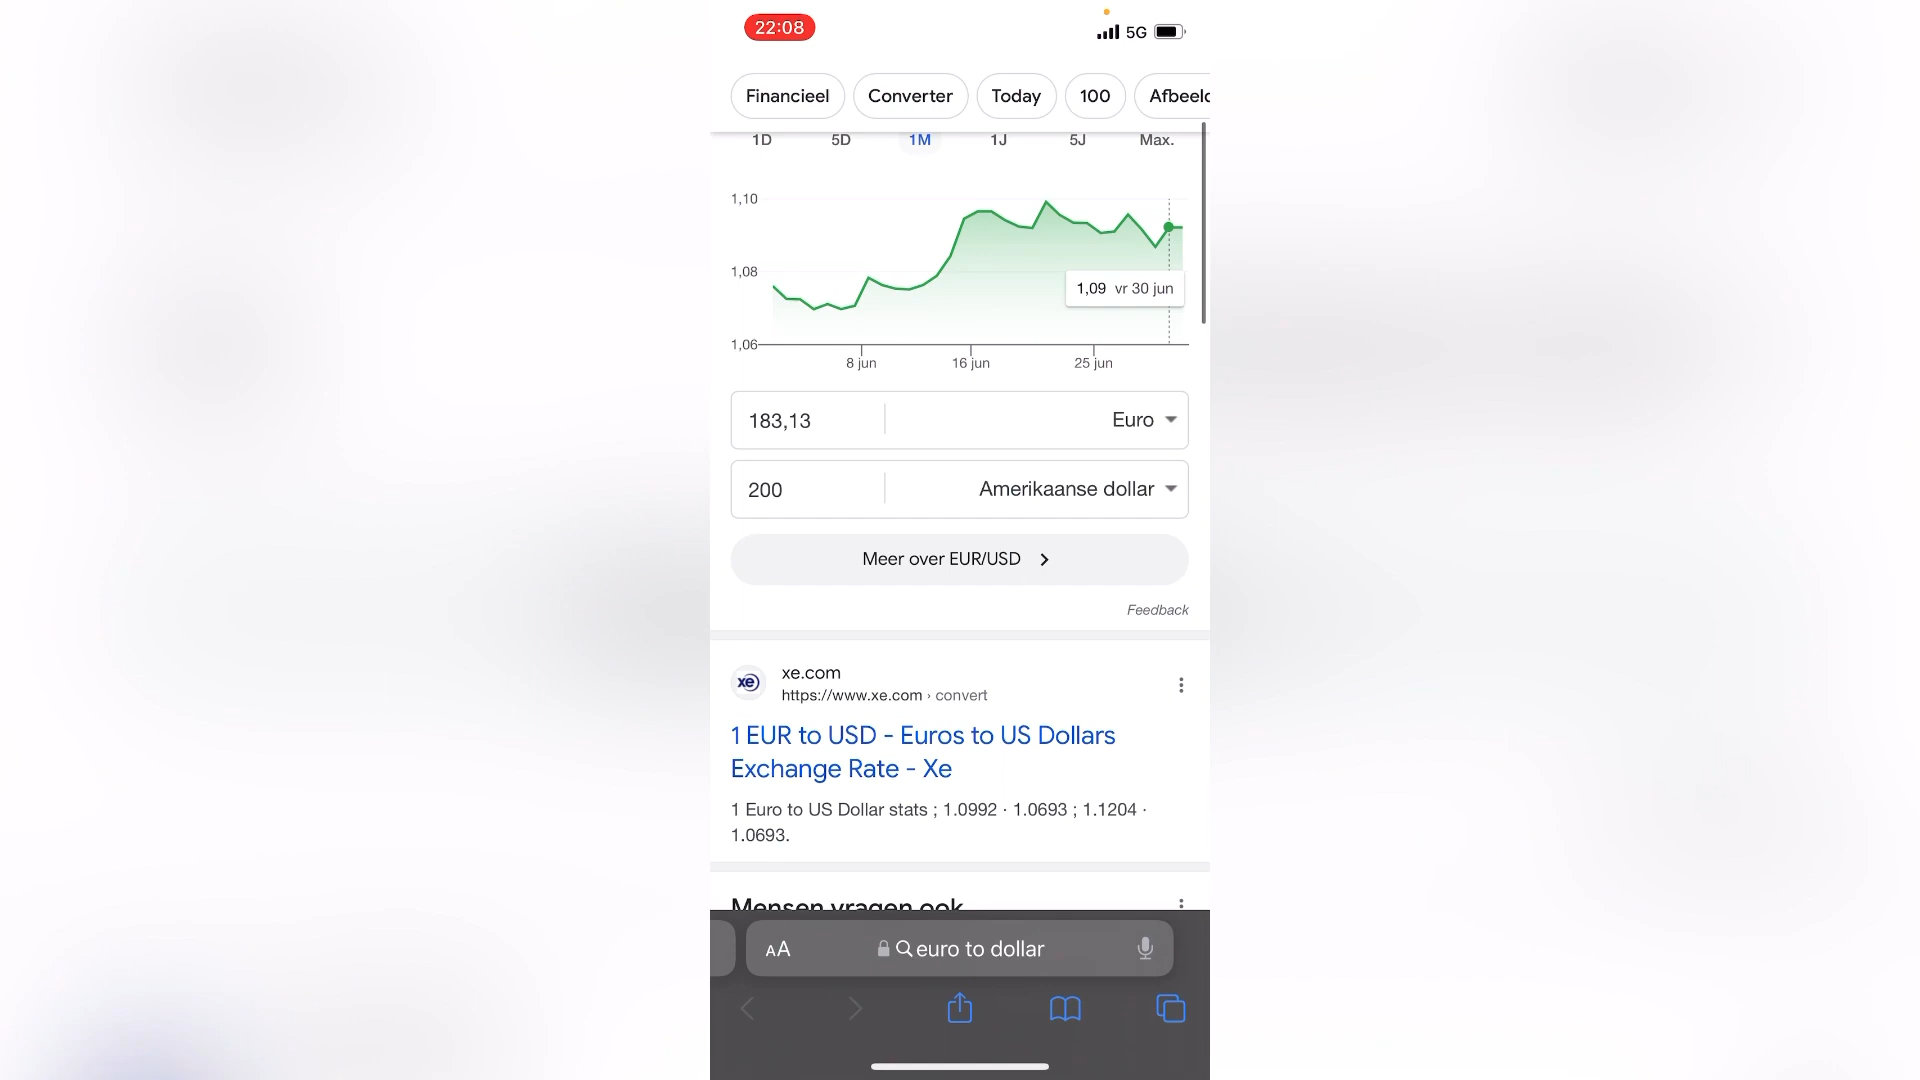 22:08
5G
Financieel
Converter
Today
100
Afbeeld
1D
5D
1M
1J
5J
Max.
1,10
1,08
1,06
1,09 vr 30 jun
8 jun
16 jun
25 jun
183,13
Euro
200
Amerikaanse dollar
Meer over EUR/USD
Feedback
xe
xe.com
https://www.xe.com › convert
1 EUR to USD - Euros to US Dollars
Exchange Rate - Xe
1 Euro to US Dollar stats ; 1.0992 · 1.0693 ; 1.1204 ·
1.0693.
Mensen vragen ook
AA
euro to dollar